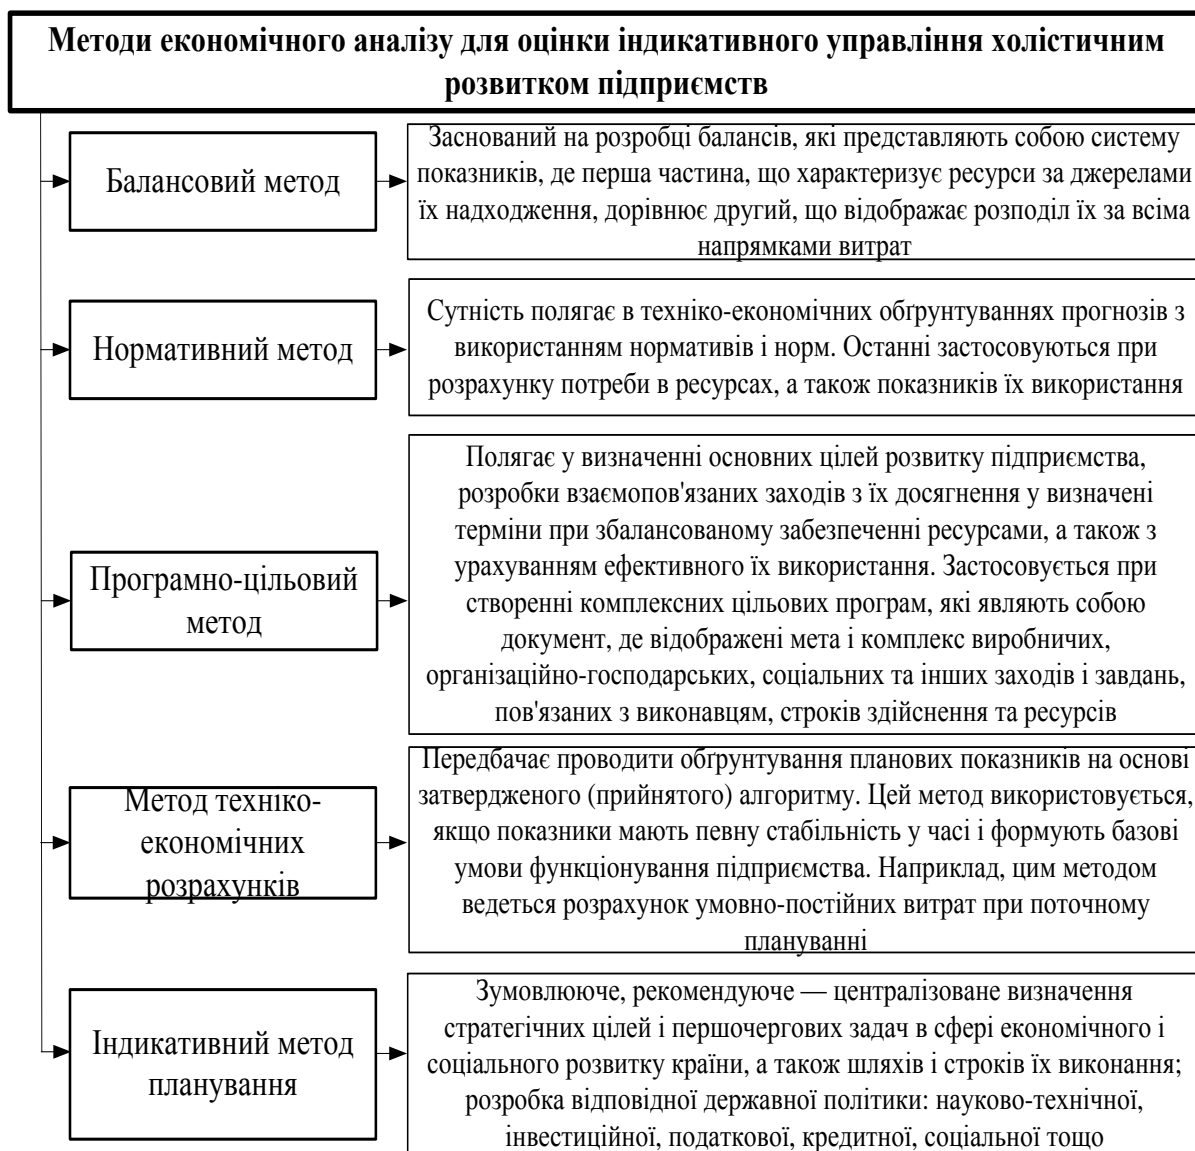 Методи економічного аналізу для оцінки індикативного управління холістичним
розвитком підприємств
Балансовий метод
Заснований на розробці балансів, які представляють собою систему
показників, де перша частина, що характеризує ресурси за джерелами
їх надходження, дорівнює другий, що відображає розподіл їх за всіма
напрямками витрат
Нормативний метод
Сутність полягає в техніко-економічних обґрунтуваннях прогнозів з
використанням нормативів і норм. Останні застосовуються при
розрахунку потреби в ресурсах, а також показників їх використання
Програмно-цільовий
метод
Полягає у визначенні основних цілей розвитку підприємства,
розробки взаємопов'язаних заходів з їх досягнення у визначені
терміни при збалансованому забезпеченні ресурсами, а також з
урахуванням ефективного їх використання. Застосовується при
створенні комплексних цільових програм, які являють собою
документ, де відображені мета і комплекс виробничих,
організаційно-господарських, соціальних та інших заходів і завдань,
пов'язаних з виконавцям, строків здійснення та ресурсів
Метод техніко-
економічних
розрахунків
Передбачає проводити обґрунтування планових показників на основі
затвердженого (прийнятого) алгоритму. Цей метод використовується,
якщо показники мають певну стабільність у часі і формують базові
умови функціонування підприємства. Наприклад, цим методом
ведеться розрахунок умовно-постійних витрат при поточному
плануванні
Індикативний метод
планування
Зумовлююче, рекомендуюче — централізоване визначення
стратегічних цілей і першочергових задач в сфері економічного і
соціального розвитку країни, а також шляхів і строків їх виконання;
розробка відповідної державної політики: науково-технічної,
інвестиційної, податкової, кредитної, соціальної тощо